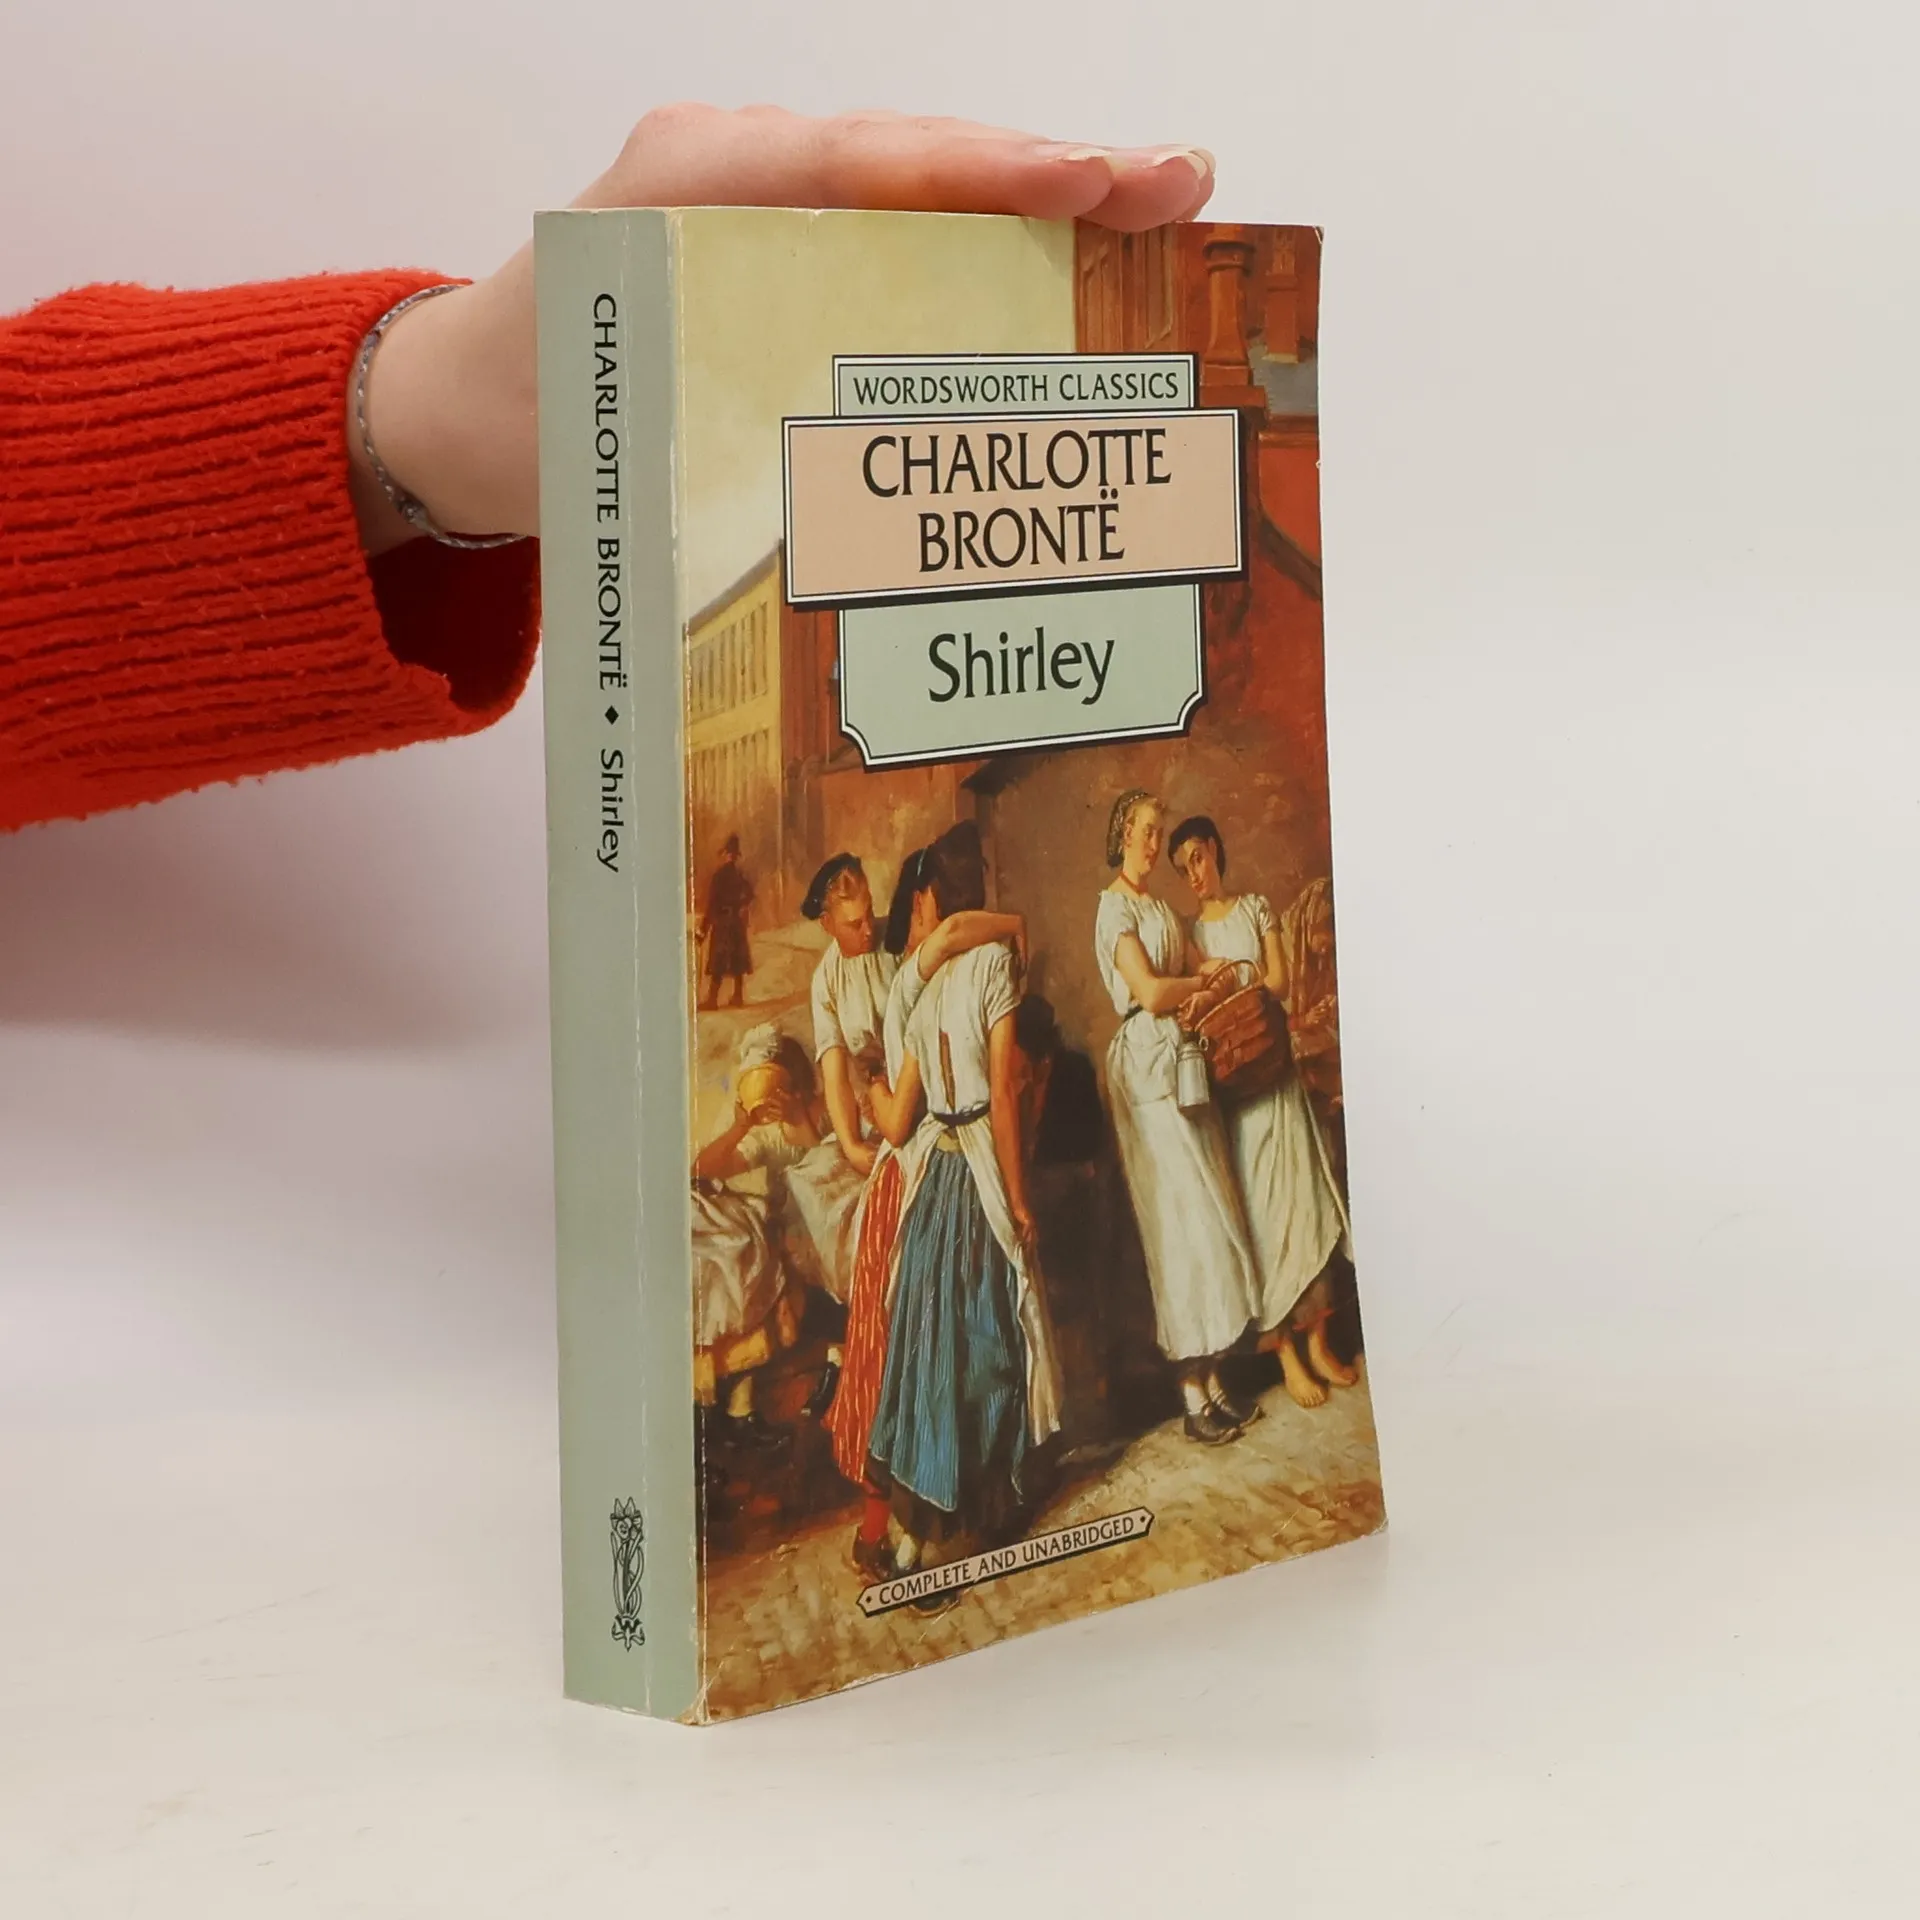 CHARLOTTE BRONTË ♦ Shirley
WORDSWORTH CLASSICS
CHARLOTTE
BRONTË
Shirley
· COMPLETE AND UNABRIDGED ·
W